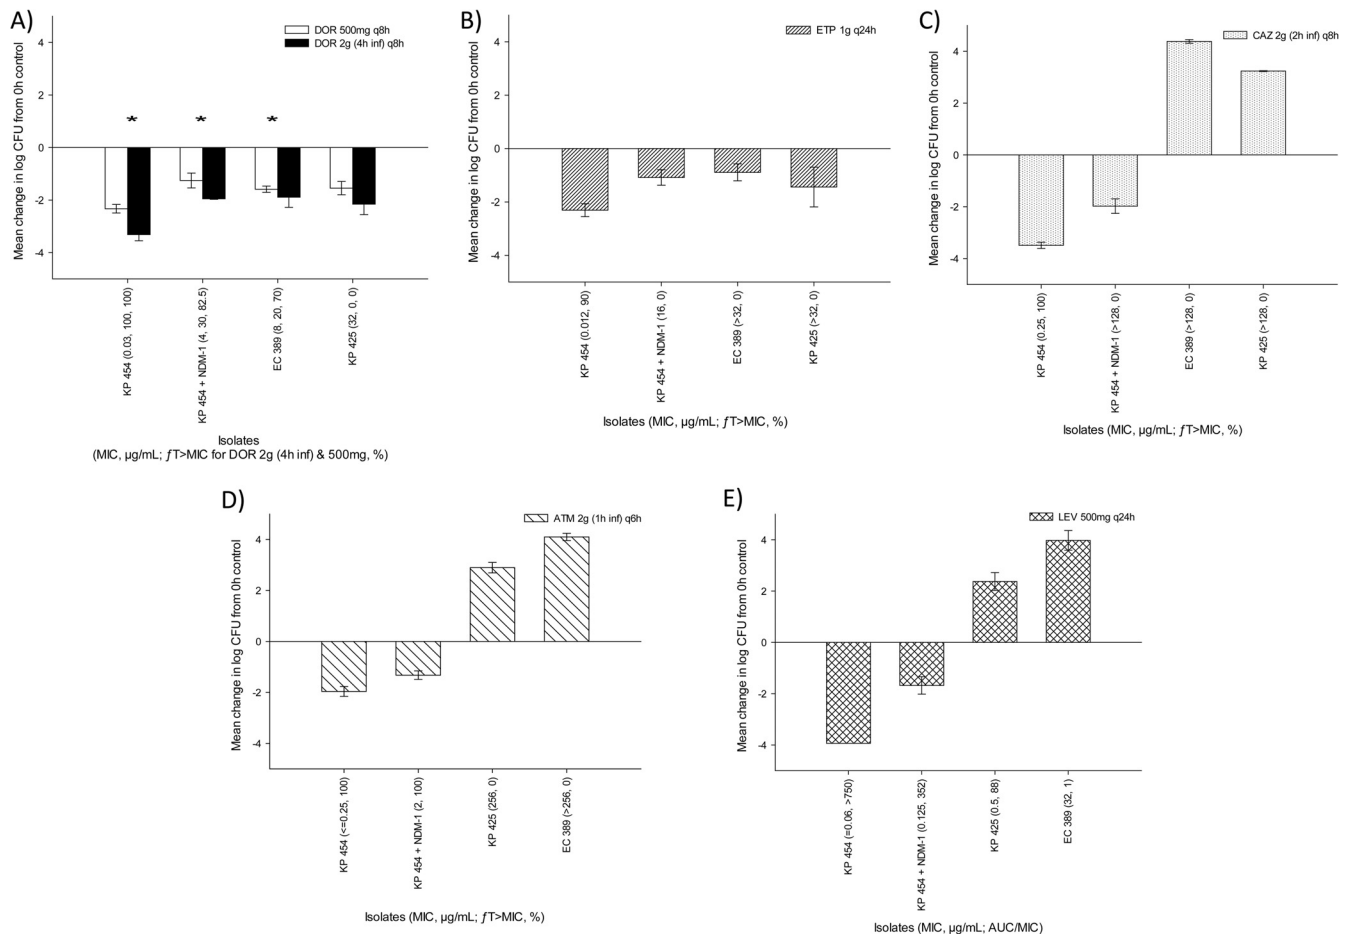 A)
DOR 500mg q8h
DOR 2g (4h inf) q8h
Mean change in log CFU from 0h control
4
2
0
-2
-4
*
*
*
KP 454 (0.03, 100, 100)
KP 454 + NDM-1 (4, 30, 82.5)
EC 389 (8, 20, 70)
KP 425 (32, 0, 0)
Isolates
(MIC, µg/mL; ƒT>MIC for DOR 2g (4h inf) & 500mg, %)
B)
ETP 1g q24h
Mean change in log CFU from 0h control
4
2
0
-2
-4
KP 454 (0.012, 90)
KP 454 + NDM-1 (16, 0)
EC 389 (>32, 0)
KP 425 (>32, 0)
Isolates (MIC, µg/mL; ƒT>MIC, %)
C)
CAZ 2g (2h inf) q8h
Mean change in log CFU from 0h control
4
2
0
-2
-4
KP 454 (0.25, 100)
KP 454 + NDM-1 (>128, 0)
EC 389 (>128, 0)
KP 425 (>128, 0)
Isolates (MIC, µg/mL; ƒT>MIC, %)
D)
ATM 2g (1h inf) q6h
Mean change in log CFU from 0h control
4
2
0
-2
-4
KP 454 (<=0.25, 100)
KP 454 + NDM-1 (2, 100)
KP 425 (256, 0)
EC 389 (>256, 0)
Isolates (MIC, µg/mL; ƒT>MIC, %)
E)
LEV 500mg q24h
Mean change in log CFU from 0h control
4
2
0
-2
-4
KP 454 (=0.06, >750)
KP 454 + NDM-1 (0.125, 352)
KP 425 (0.5, 88)
EC 389 (32, 1)
Isolates (MIC, µg/mL; AUC/MIC)